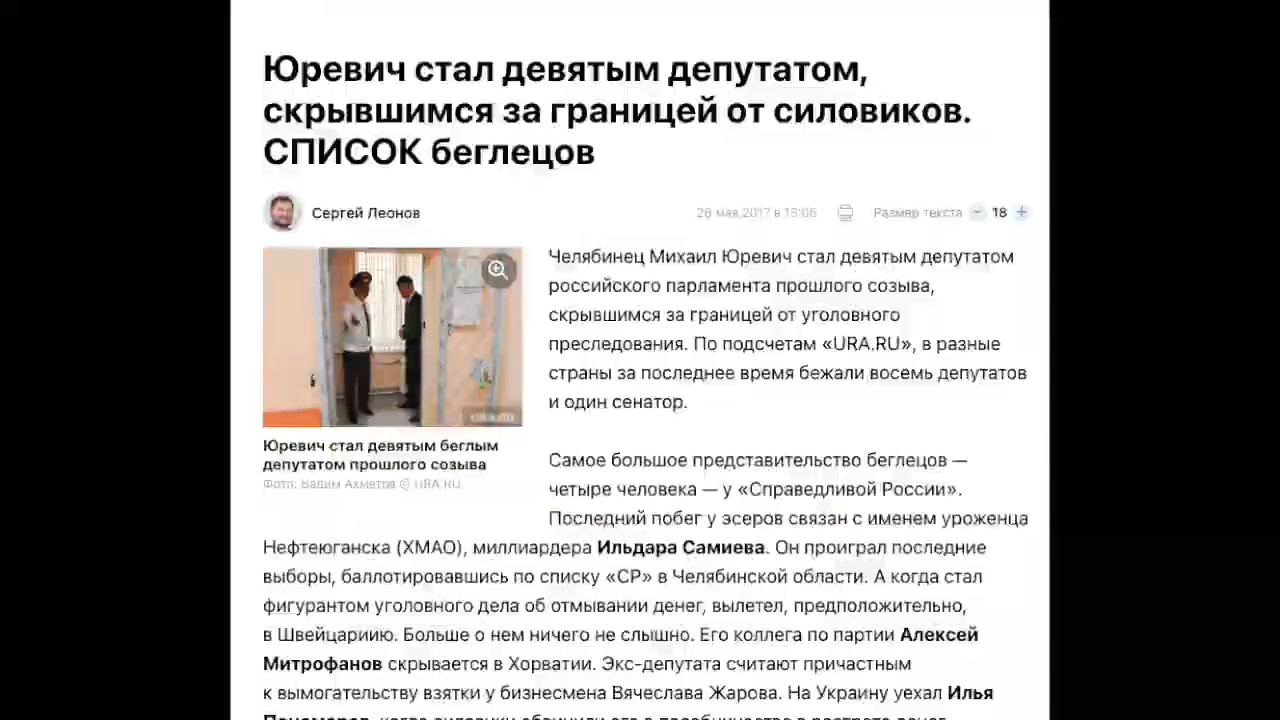 Юревич стал девятым депутатом,
скрывшимся за границей от силовиков.
СПИСОК беглецов
Сергей Леонов
26 мая 2017 в 15:06
Размер текста − 18 +
Челябинец Михаил Юревич стал девятым депутатом
российского парламента прошлого созыва,
скрывшимся за границей от уголовного
преследования. По подсчетам «URA.RU», в разные
страны за последнее время бежали восемь депутатов
и один сенатор.
Юревич стал девятым беглым
депутатом прошлого созыва
Фото: Вадим Ахметов © URA.RU
Самое большое представительство беглецов —
четыре человека — у «Справедливой России».
Последний побег у эсеров связан с именем уроженца
Нефтеюганска (ХМАО), миллиардера Ильдара Самиева. Он проиграл последние
выборы, баллотировавшись по списку «СР» в Челябинской области. А когда стал
фигурантом уголовного дела об отмывании денег, вылетел, предположительно,
в Швейцариию. Больше о нем ничего не слышно. Его коллега по партии Алексей
Митрофанов скрывается в Хорватии. Экс-депутата считают причастным
к вымогательству взятки у бизнесмена Вячеслава Жарова. На Украину уехал Илья